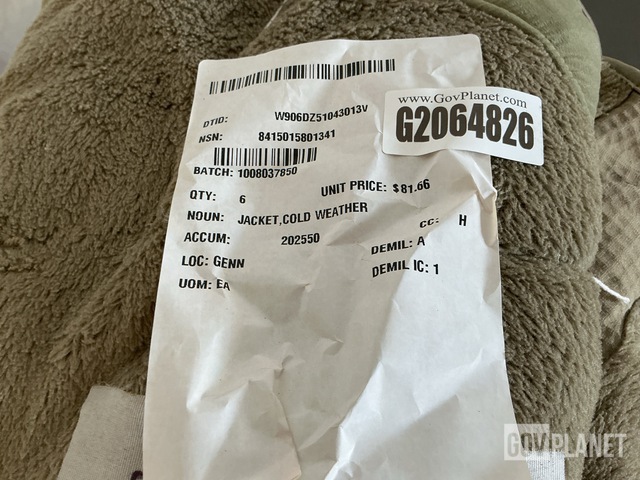 DTID: W906DZ51043013V
NSN: 8415015801341
www.GovPlanet.com
G2064826
BATCH: 1008037850
QTY: 6 UNIT PRICE: $81.66
NOUN: JACKET,COLD WEATHER
CC: H
ACCUM: 202550
DEMIL: A
LOC: GENN
DEMIL IC: 1
UOM: EA
GOVPLANET